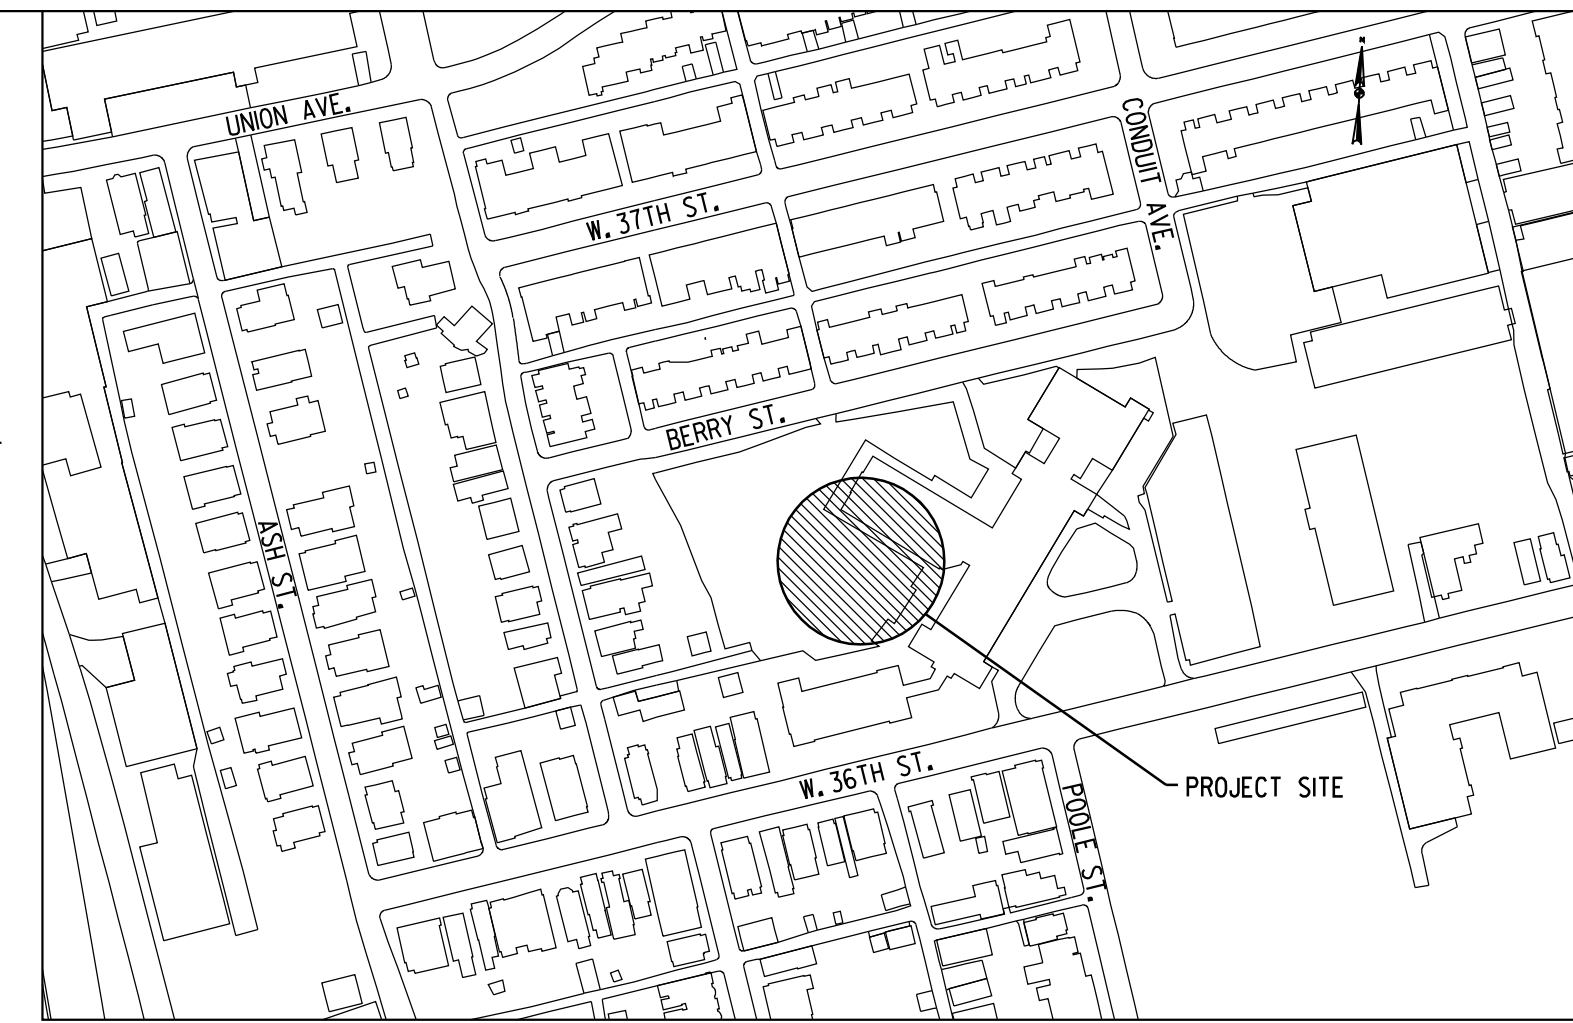 UNION AVE.
CONDUIT AVE.
W. 37TH ST.
BERRY ST.
ASH ST.
W. 36TH ST.
PROJECT SITE
POOLE ST.